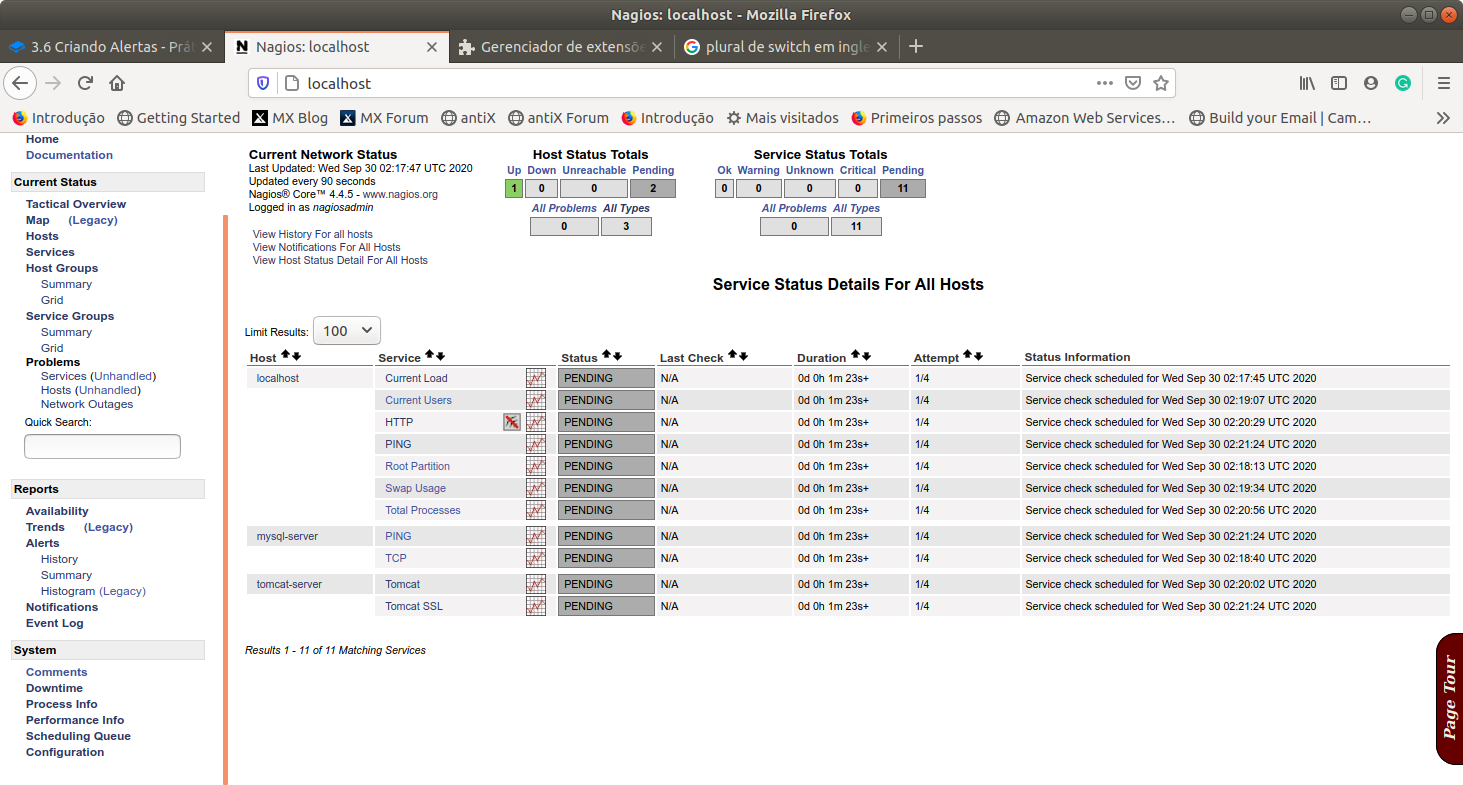 Nagios: localhost - Mozilla Firefox
3.6 Criando Alertas - Prát
Nagios: localhost
Gerenciador de extensõe
plural de switch em ingle
localhost
Introdução
Getting Started
MX Blog
MX Forum
antiX
antiX Forum
Introdução
Mais visitados
Primeiros passos
Amazon Web Services…
Build your Email | Cam…
Home
Documentation
Current Status
Tactical Overview
Map (Legacy)
Hosts
Services
Host Groups
Summary
Grid
Service Groups
Summary
Grid
Problems
Services (Unhandled)
Hosts (Unhandled)
Network Outages
Quick Search:
Reports
Availability
Trends (Legacy)
Alerts
History
Summary
Histogram (Legacy)
Notifications
Event Log
System
Comments
Downtime
Process Info
Performance Info
Scheduling Queue
Configuration
Current Network Status
Last Updated: Wed Sep 30 02:17:47 UTC 2020
Updated every 90 seconds
Nagios® Core™ 4.4.5 - www.nagios.org
Logged in as nagiosadmin
View History For all hosts
View Notifications For All Hosts
View Host Status Detail For All Hosts
Host Status Totals
Up Down Unreachable Pending
1 0 0 2
All Problems All Types
0 3
Service Status Totals
Ok Warning Unknown Critical Pending
0 0 0 0 11
All Problems All Types
0 11
Service Status Details For All Hosts
Limit Results: 100
Host Service Status Last Check Duration Attempt Status Information
localhost Current Load PENDING N/A 0d 0h 1m 23s+ 1/4 Service check scheduled for Wed Sep 30 02:17:45 UTC 2020
Current Users PENDING N/A 0d 0h 1m 23s+ 1/4 Service check scheduled for Wed Sep 30 02:19:07 UTC 2020
HTTP PENDING N/A 0d 0h 1m 23s+ 1/4 Service check scheduled for Wed Sep 30 02:20:29 UTC 2020
PING PENDING N/A 0d 0h 1m 23s+ 1/4 Service check scheduled for Wed Sep 30 02:21:24 UTC 2020
Root Partition PENDING N/A 0d 0h 1m 23s+ 1/4 Service check scheduled for Wed Sep 30 02:18:13 UTC 2020
Swap Usage PENDING N/A 0d 0h 1m 23s+ 1/4 Service check scheduled for Wed Sep 30 02:19:34 UTC 2020
Total Processes PENDING N/A 0d 0h 1m 23s+ 1/4 Service check scheduled for Wed Sep 30 02:20:56 UTC 2020
mysql-server PING PENDING N/A 0d 0h 1m 23s+ 1/4 Service check scheduled for Wed Sep 30 02:21:24 UTC 2020
TCP PENDING N/A 0d 0h 1m 23s+ 1/4 Service check scheduled for Wed Sep 30 02:18:40 UTC 2020
tomcat-server Tomcat PENDING N/A 0d 0h 1m 23s+ 1/4 Service check scheduled for Wed Sep 30 02:20:02 UTC 2020
Tomcat SSL PENDING N/A 0d 0h 1m 23s+ 1/4 Service check scheduled for Wed Sep 30 02:21:24 UTC 2020
Results 1 - 11 of 11 Matching Services
Page Tour